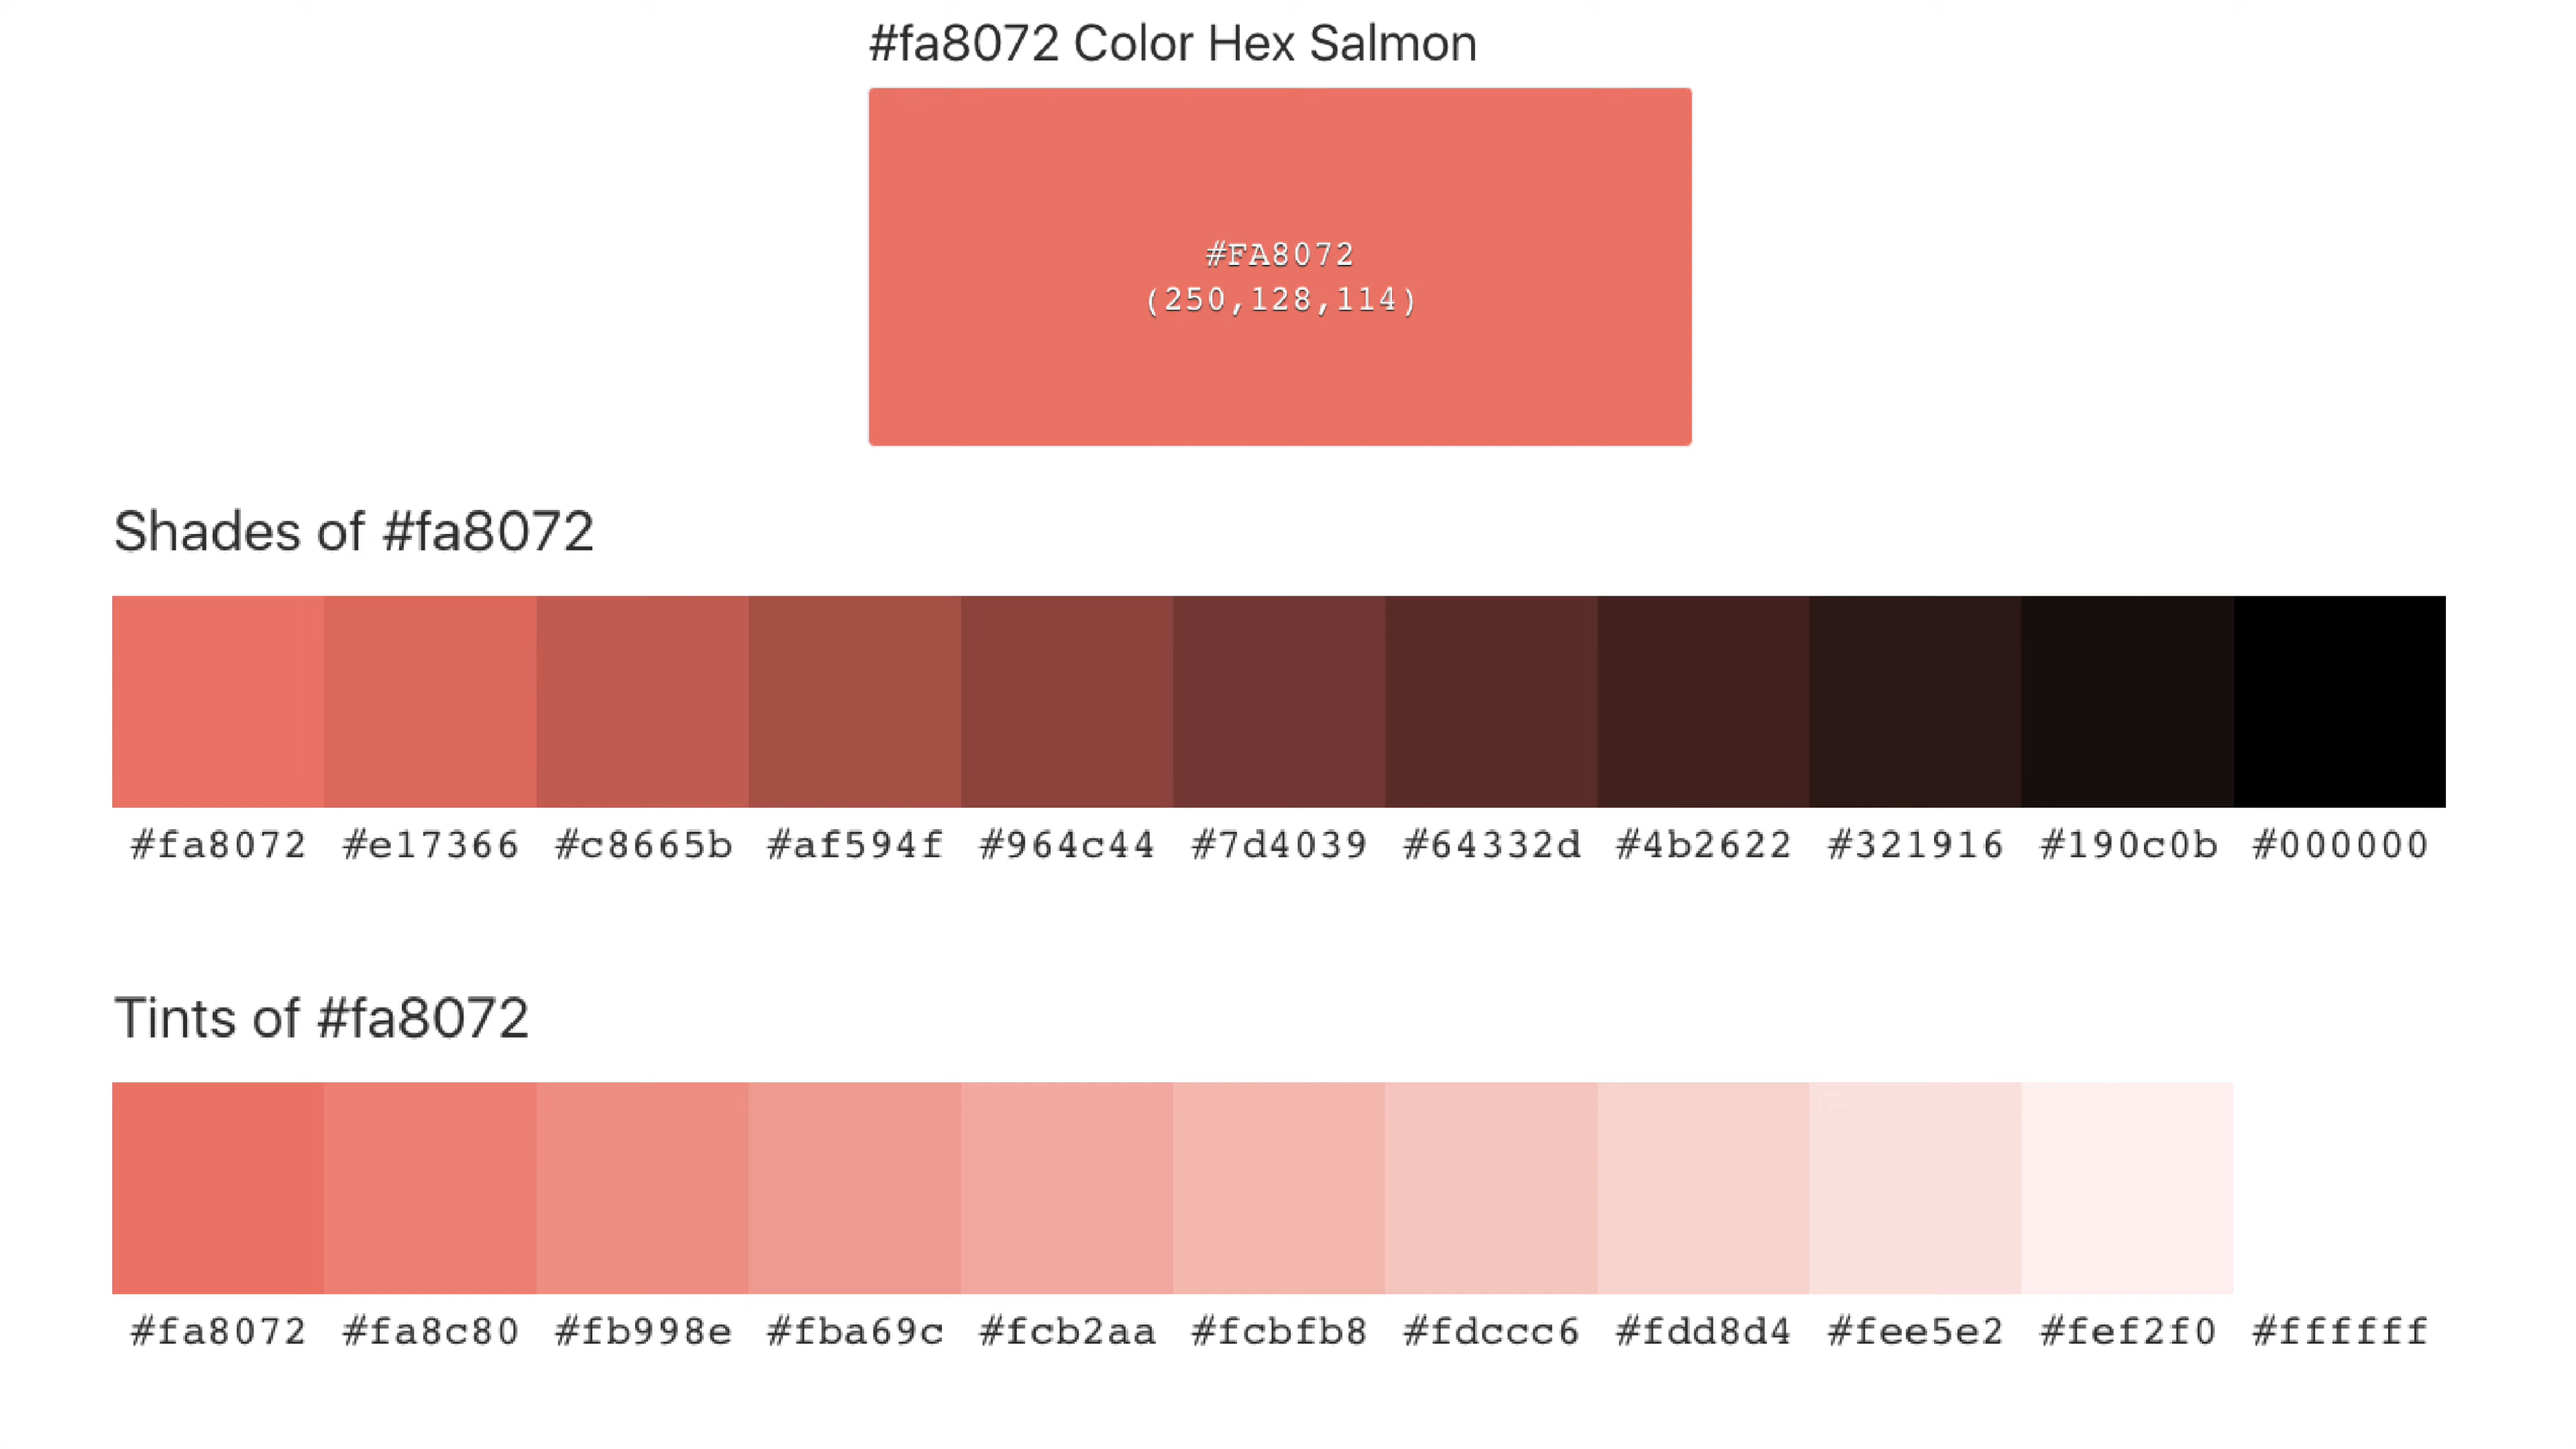 #fa8072 Color Hex Salmon
#FA8072
(250,128,114)
Shades of #fa8072
#fa8072 #e17366 #c8665b #af594f #964c44 #7d4039 #64332d #4b2622 #321916 #190c0b #000000
Tints of #fa8072
#fa8072 #fa8c80 #fb998e #fba69c #fcb2aa #fcbfb8 #fdccc6 #fdd8d4 #fee5e2 #fef2f0 #ffffff